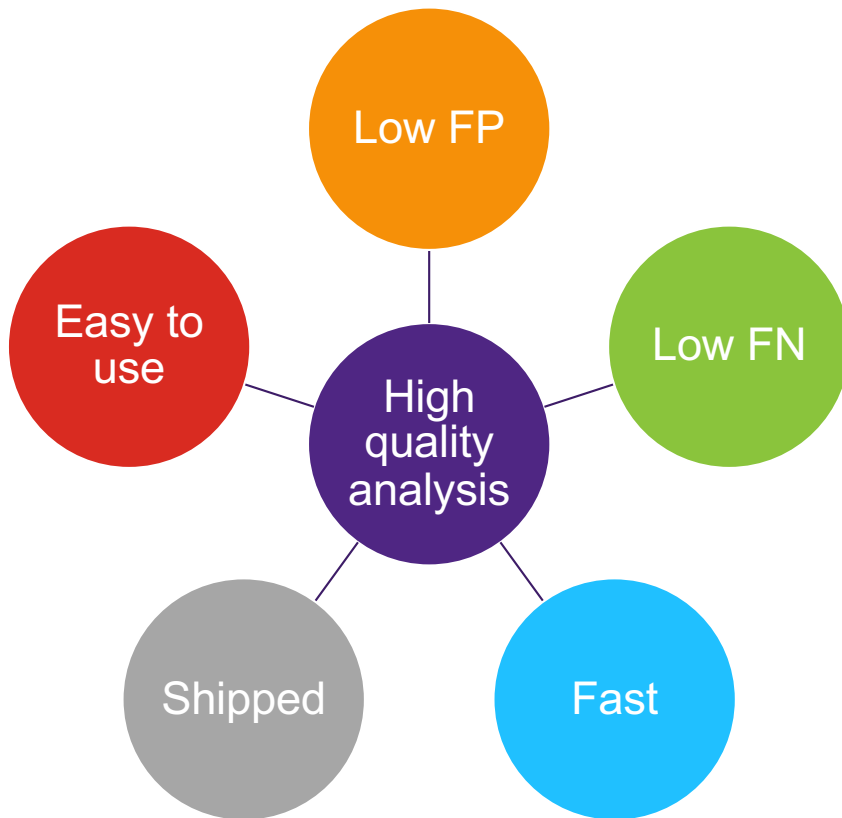 Low FP
Easy to
use
Low FN
High
quality
analysis
Shipped
Fast